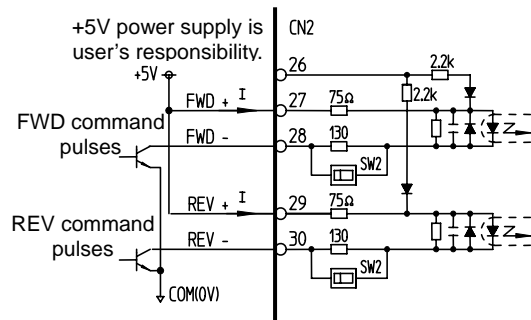 +5V power supply is
user's responsibility.
+5V
CN2
26
2.2k
2.2k
FWD + I
27
75Ω
FWD command
pulses
FWD -
28
130
SW2
REV + I
29
75Ω
REV command
pulses
REV -
30
130
SW2
COM(0V)